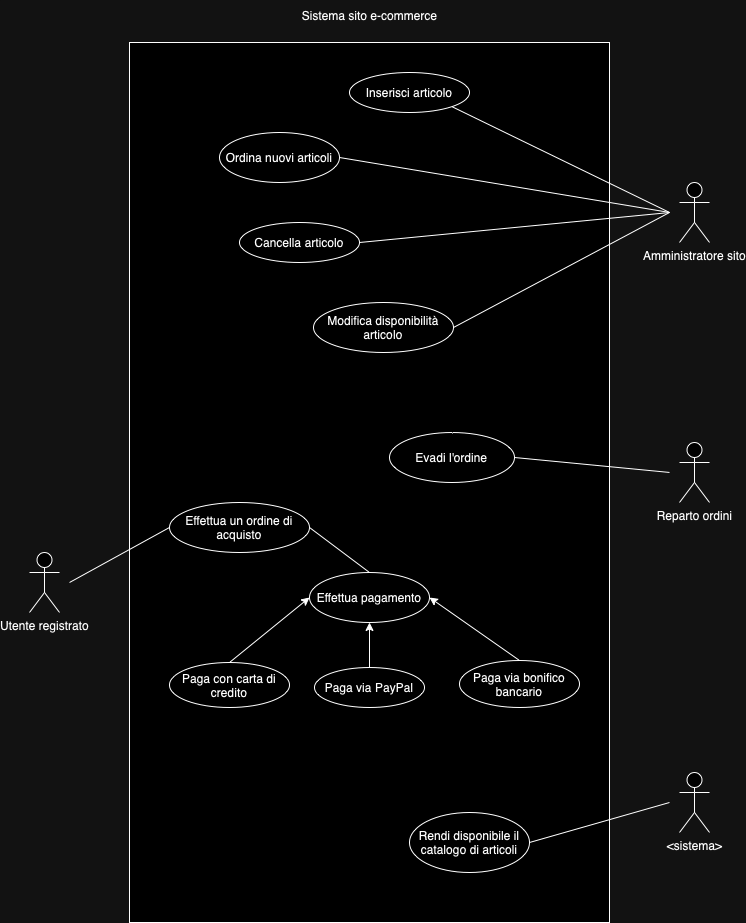 Sistema sito e-commerce
Inserisci articolo
Ordina nuovi articoli
Cancella articolo
Amministratore sito
Modifica disponibilità
articolo
Evadi l'ordine
Reparto ordini
Effettua un ordine di
acquisto
Effettua pagamento
Utente registrato
Paga con carta di
credito
Paga via PayPal
Paga via bonifico
bancario
Rendi disponibile il
catalogo di articoli
<sistema>